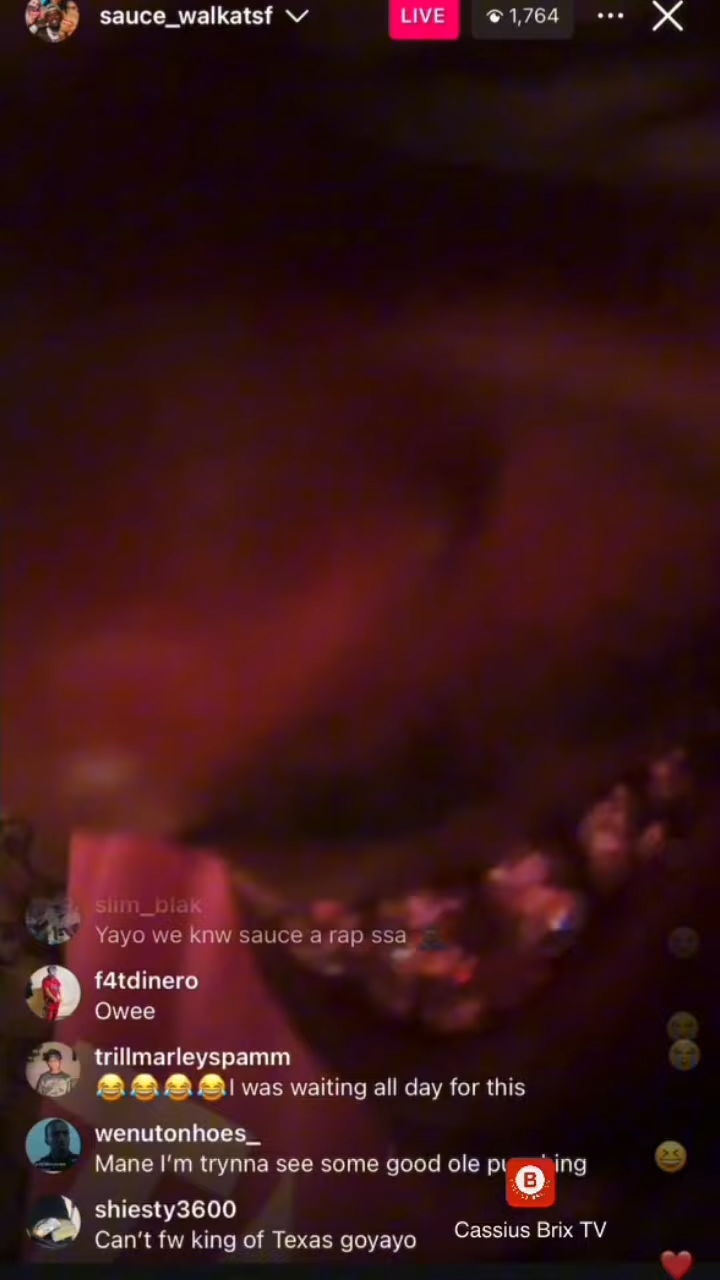 sauce_walkatsf
LIVE
1,764
slim_blak
Yayo we knw sauce a rap ssa
f4tdinero
Owee
trillmarleyspamm
😂😂😂😂I was waiting all day for this
wenutonhoes_
Mane I'm trynna see some good ole
shiesty3600
Can't fw king of Texas goyayo
B
Cassius Brix TV